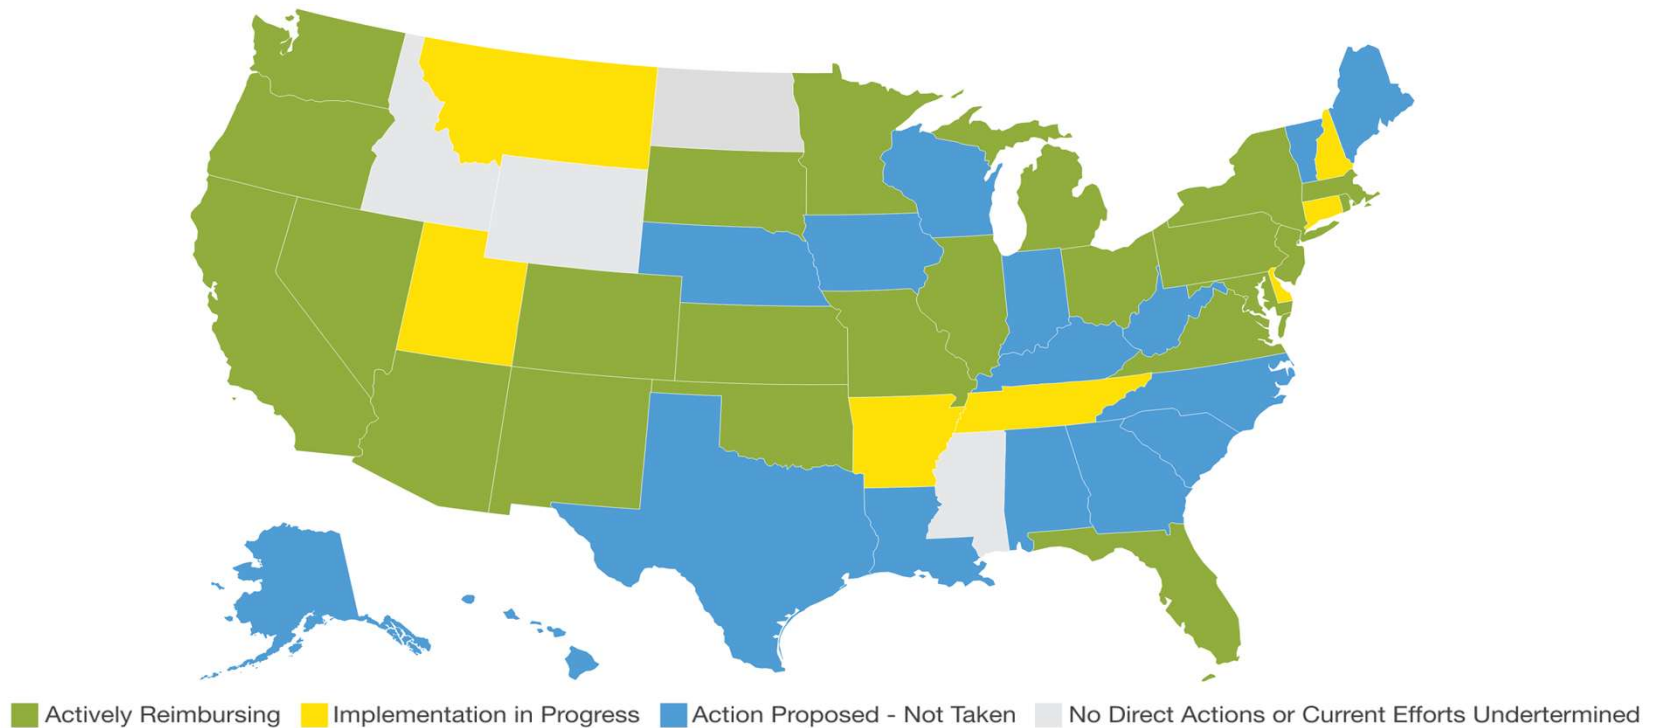 Actively Reimbursing Implementation in Progress Action Proposed - Not Taken No Direct Actions or Current Efforts Undertermined